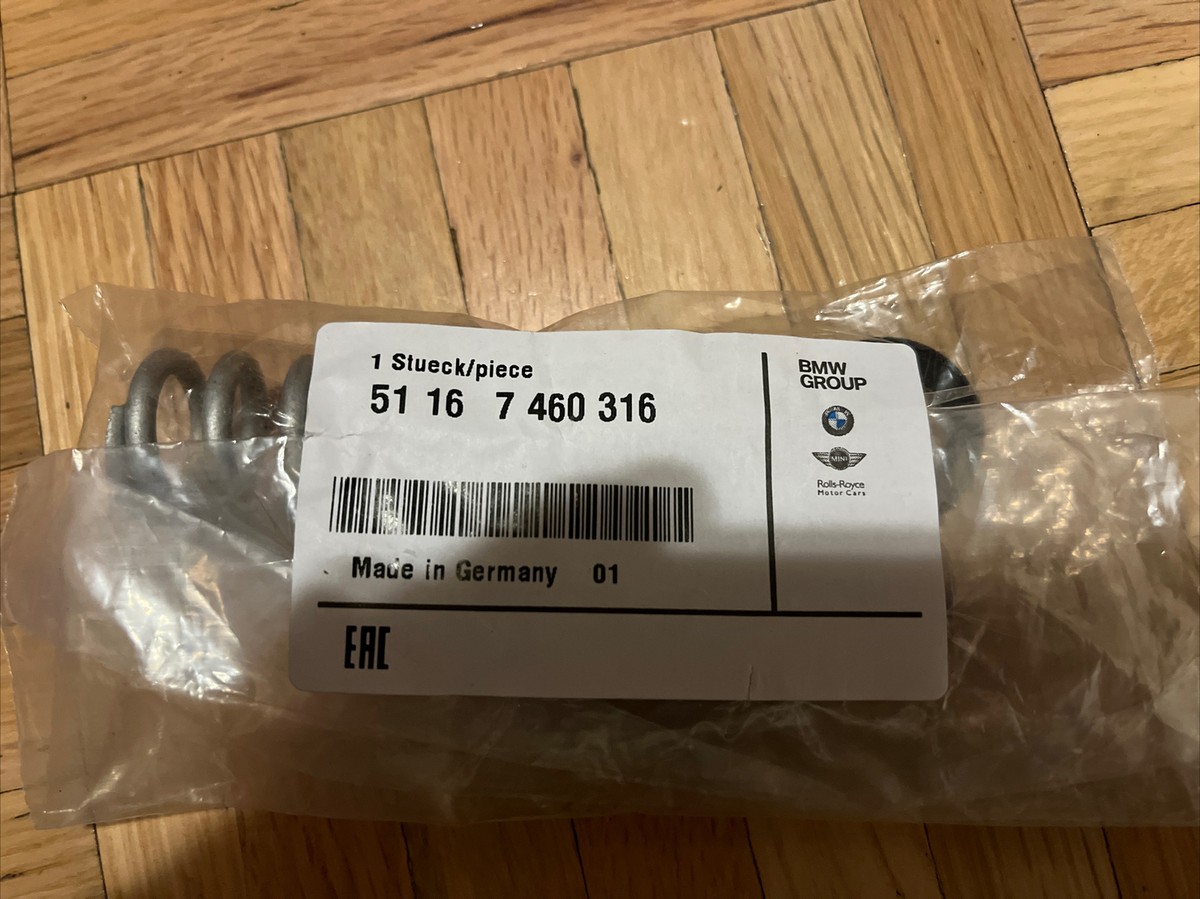 1 Stueck/piece
51 16 7 460 316
Made in Germany 01
EAC
BMW
GROUP
MINI
Rolls-Royce
Motor Cars